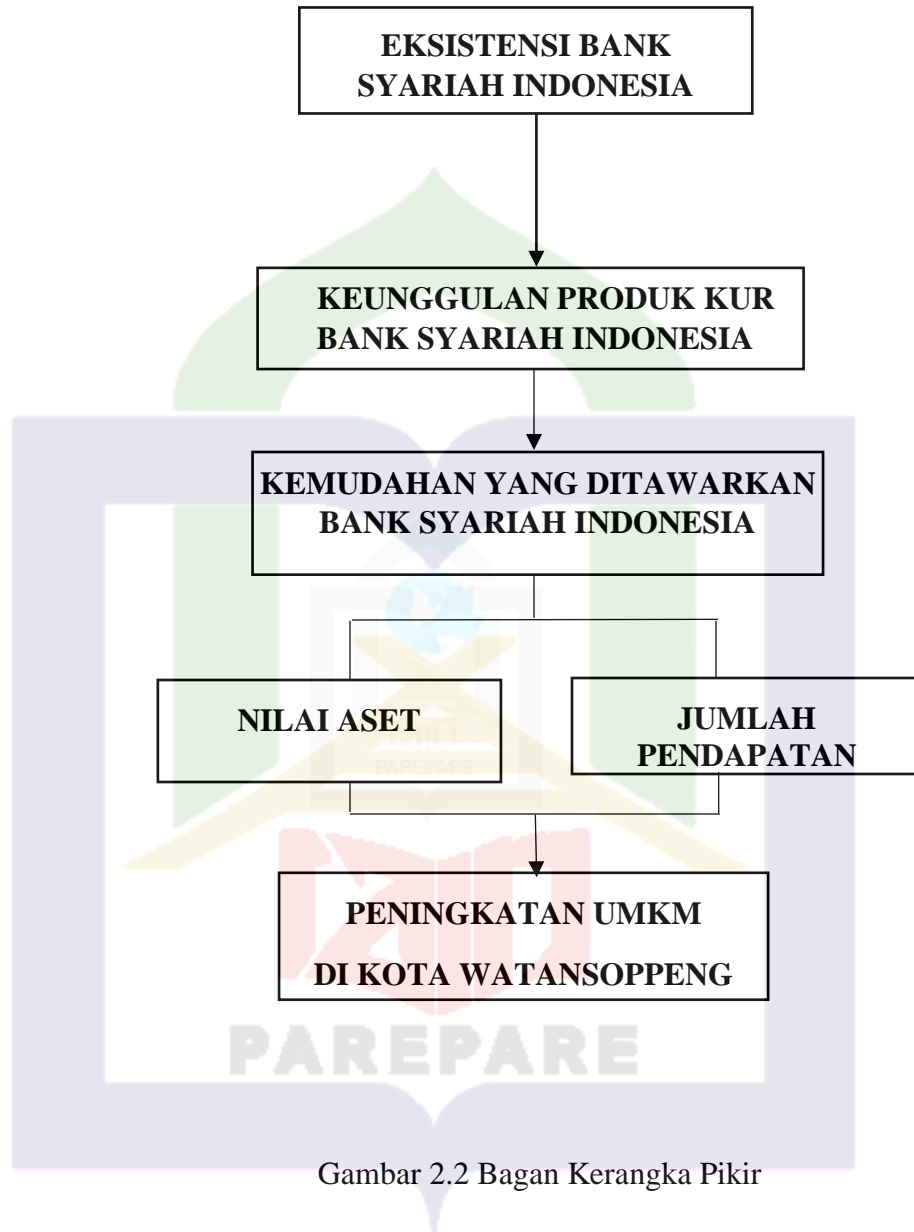 EKSISTENSI BANK
SYARIAH INDONESIA
KEUNGGULAN PRODUK KUR
BANK SYARIAH INDONESIA
KEMUDAHAN YANG DITAWARKAN
BANK SYARIAH INDONESIA
NILAI ASET
JUMLAH
PENDAPATAN
PAREPARE
PENINGKATAN UMKM
DI KOTA WATANSOPPENG
PAREPARE
Gambar 2.2 Bagan Kerangka Pikir